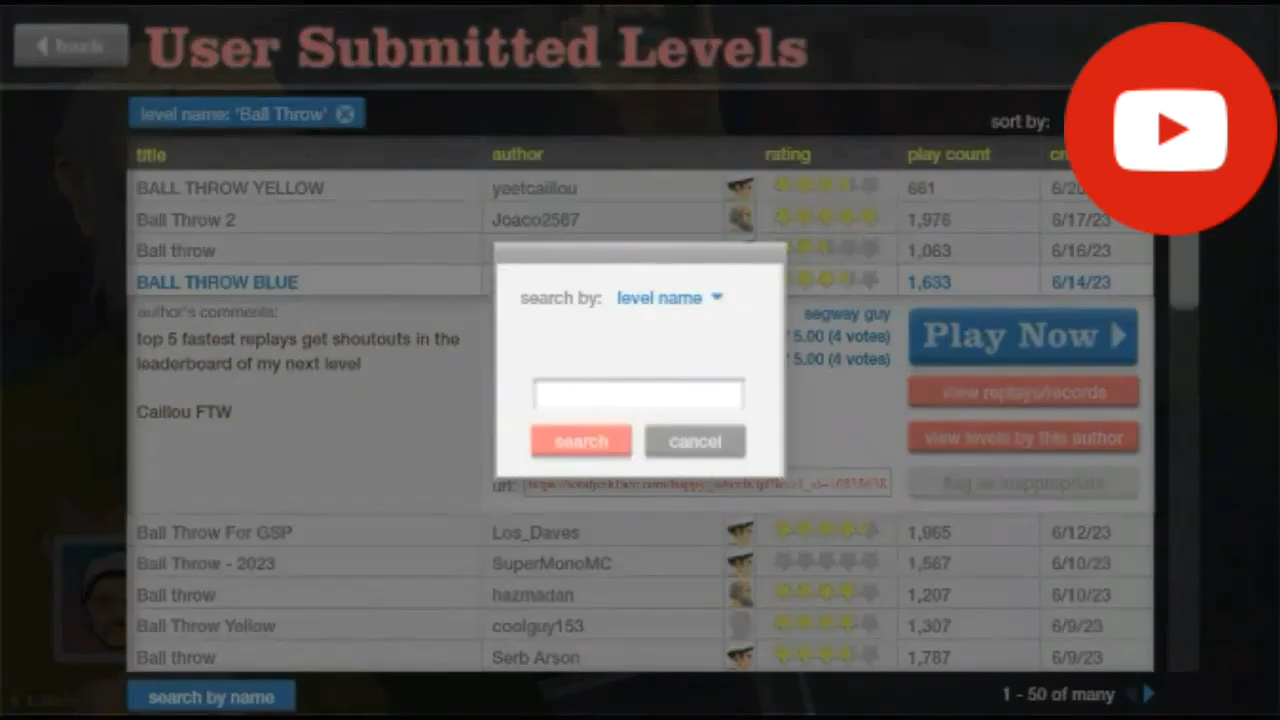 back
User Submitted Levels
level name: 'Ball Throw'
sort by:
title author rating play count
BALL THROW YELLOW yeetcaillou 661
Ball Throw 2 Joaco2567 1,976 6/17/23
Ball throw 1,063 6/16/23
BALL THROW BLUE 1,633 6/14/23
search by: level name
author's comments:
segway guy
Play Now
top 5 fastest replays get shoutouts in the
5.00 (4 votes)
leaderboard of my next level
5.00 (4 votes)
view replays/records
Caillou FTW
search cancel
view levels by this author
url:
flag as inappropriate
Ball Throw For GSP Los_Daves 1,965 6/12/23
Ball Throw - 2023 SuperMonoMC 1,567 6/10/23
Ball throw hazmadan 1,207 6/10/23
Ball Throw Yellow coolguy153 1,307 6/9/23
Ball throw Serb Arson 1,787 6/9/23
search by name
1 - 50 of many